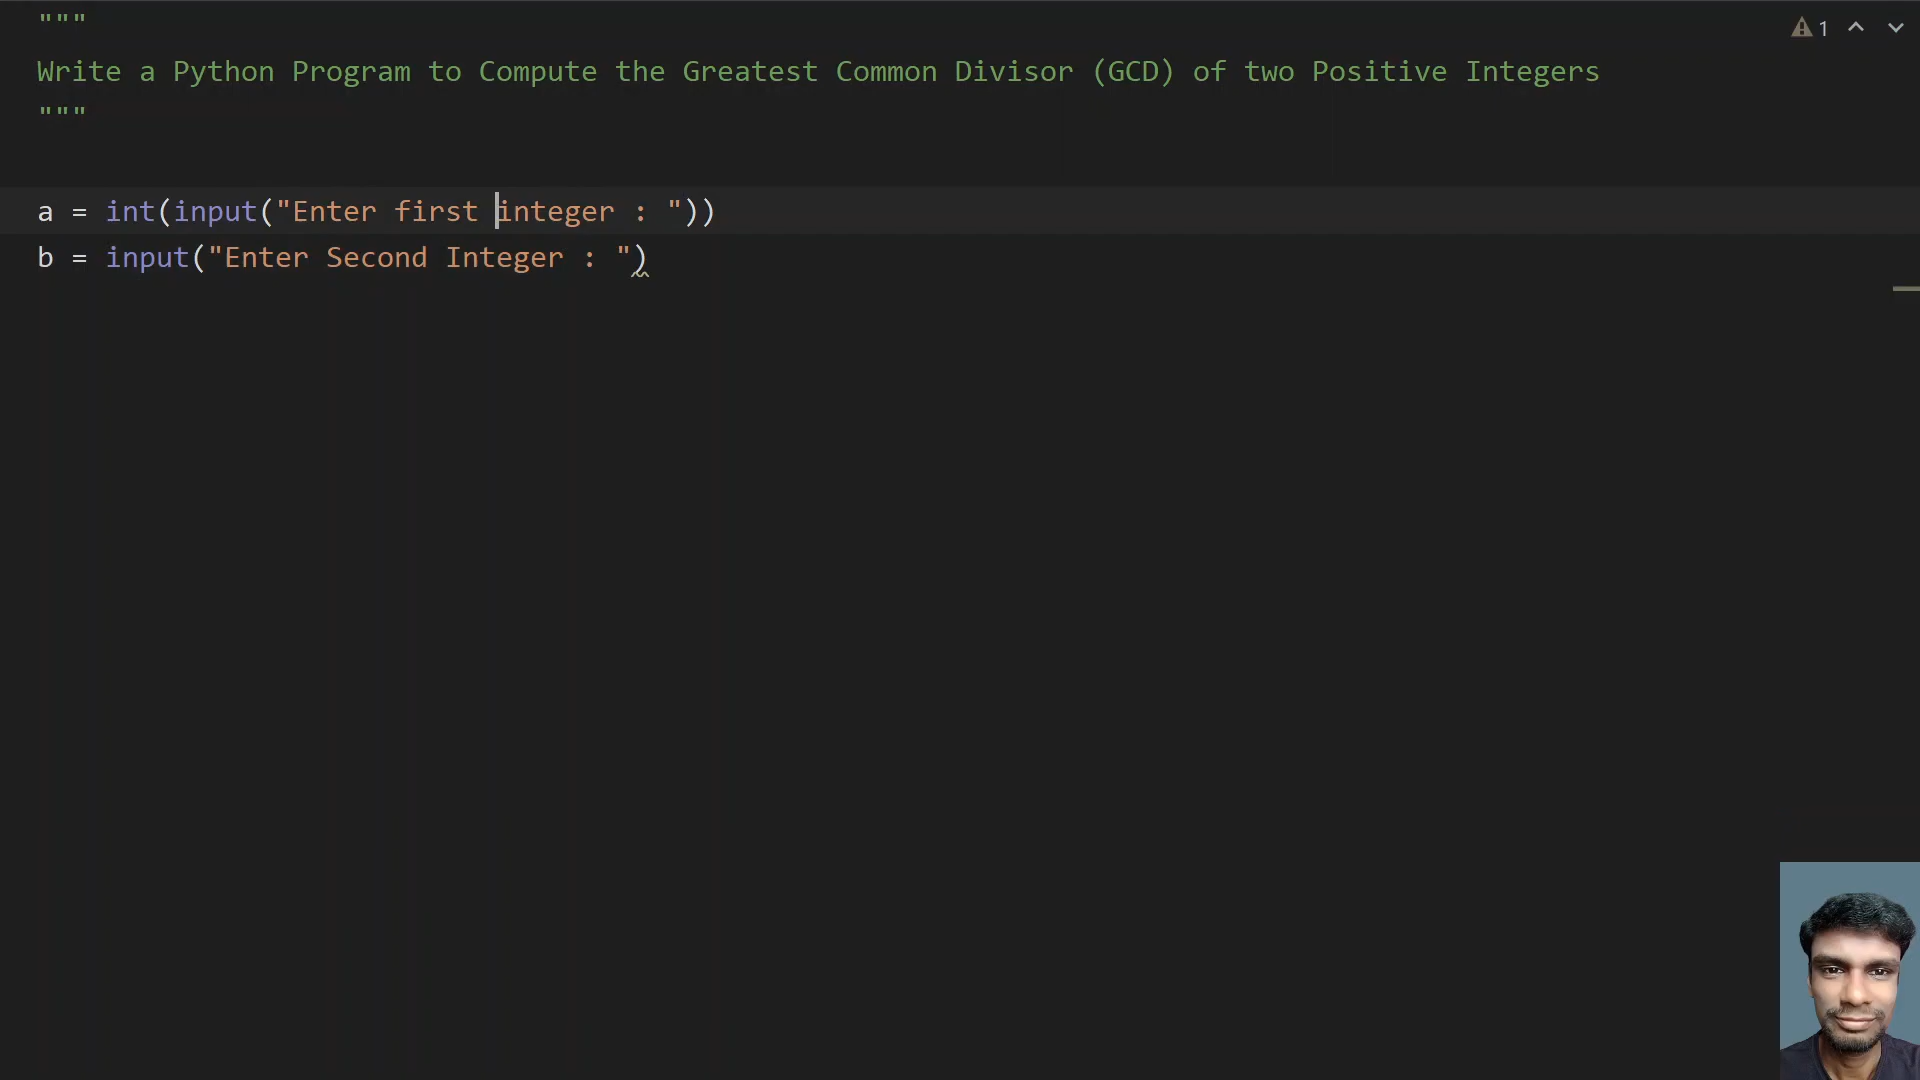 """
Write a Python Program to Compute the Greatest Common Divisor (GCD) of two Positive Integers
"""
a = int(input("Enter first integer : "))
b = input("Enter Second Integer : ")
1